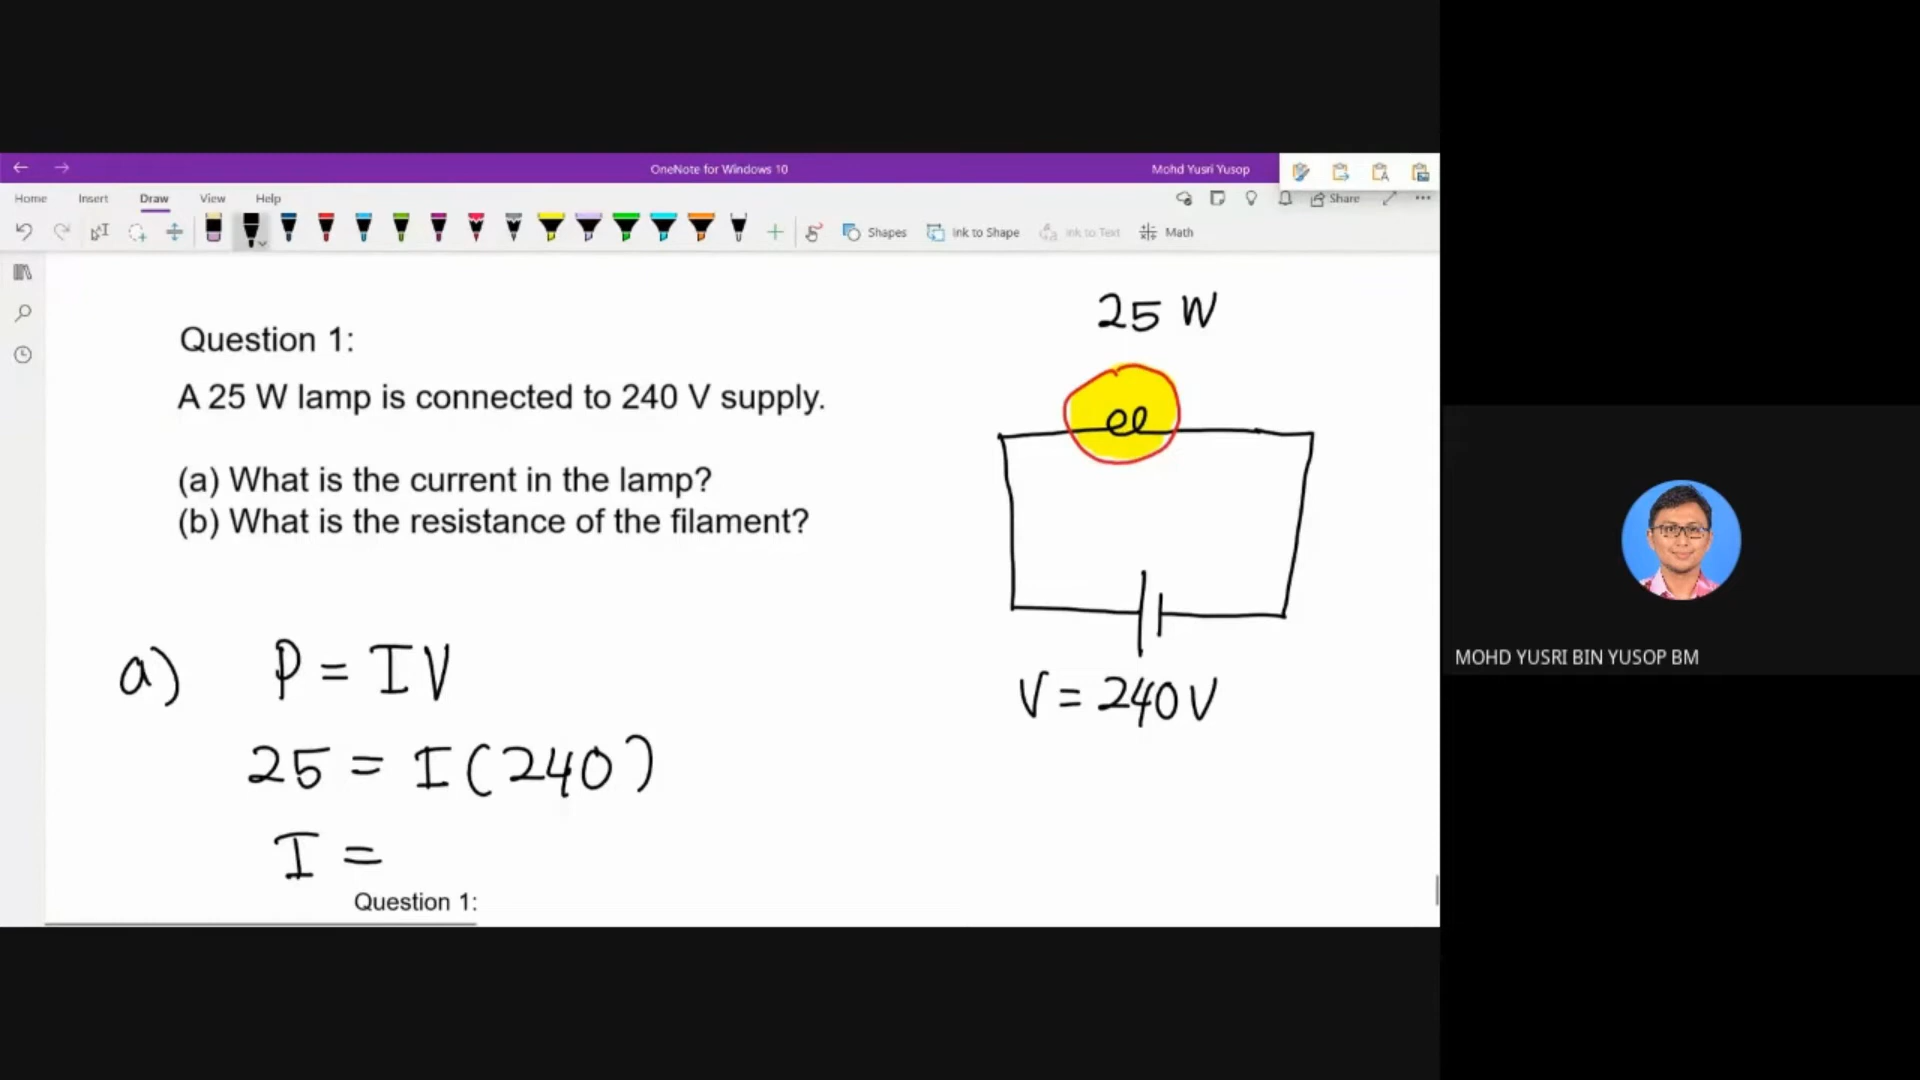 OneNote for Windows 10
Mohd Yusri Yusop
Home Insert Draw View Help
Share
Shapes Ink to Shape Ink to Text Math
25 W
Question 1:
A 25 W lamp is connected to 240 V supply.
(a) What is the current in the lamp?
(b) What is the resistance of the filament?
a) P = IV
V = 240V
25 = I(240)
I =
Question 1:
MOHD YUSRI BIN YUSOP BM